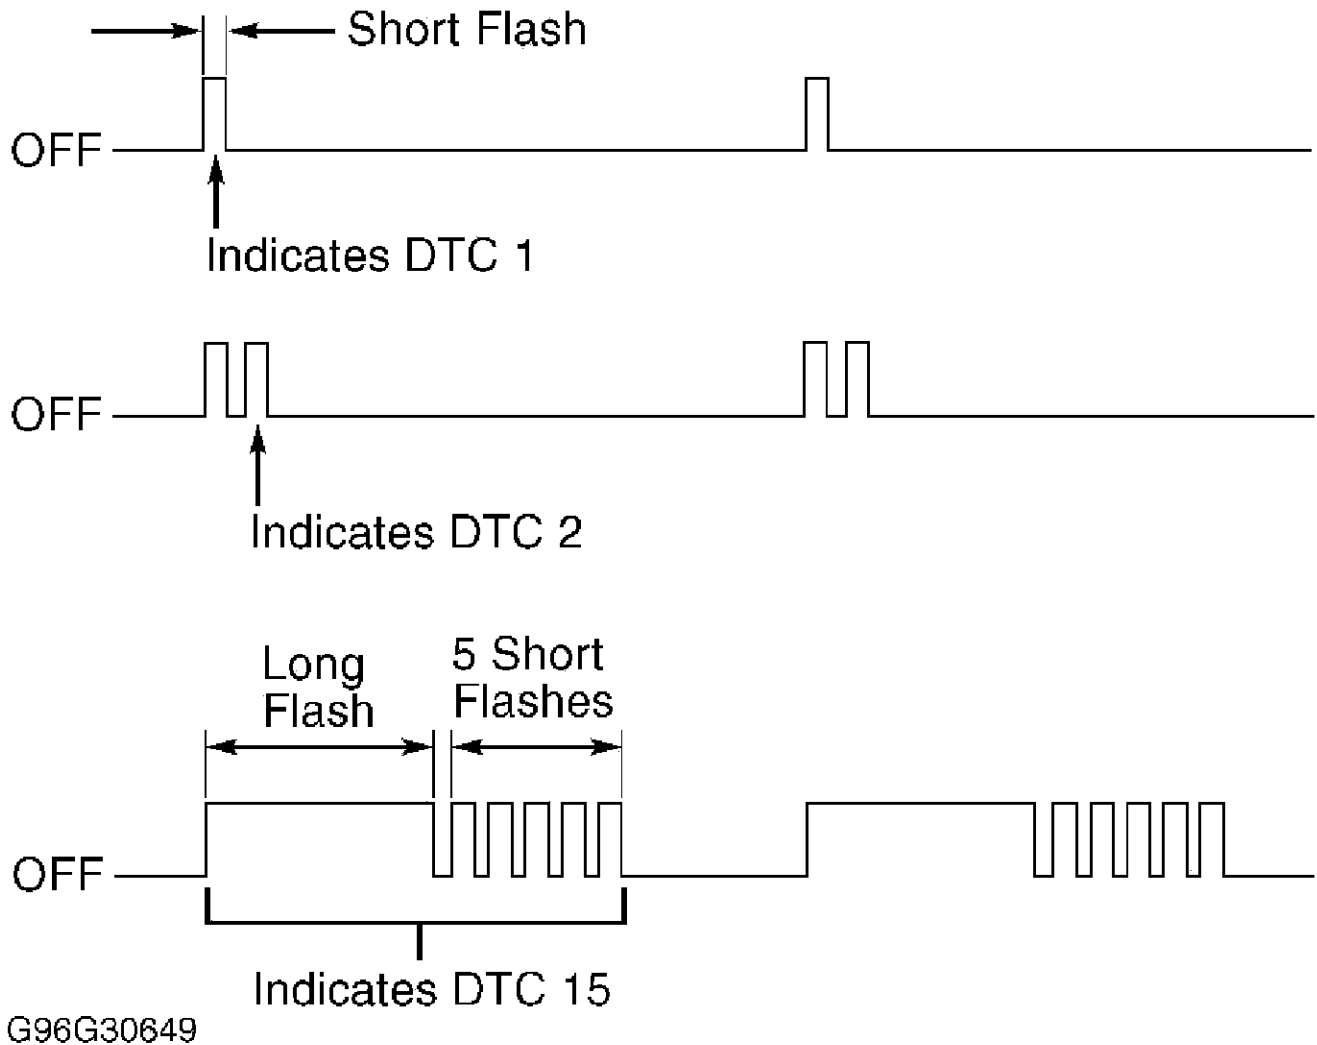 Short Flash
OFF
Indicates DTC 1
OFF
Indicates DTC 2
Long
Flash
5 Short
Flashes
OFF
Indicates DTC 15
G96G30649